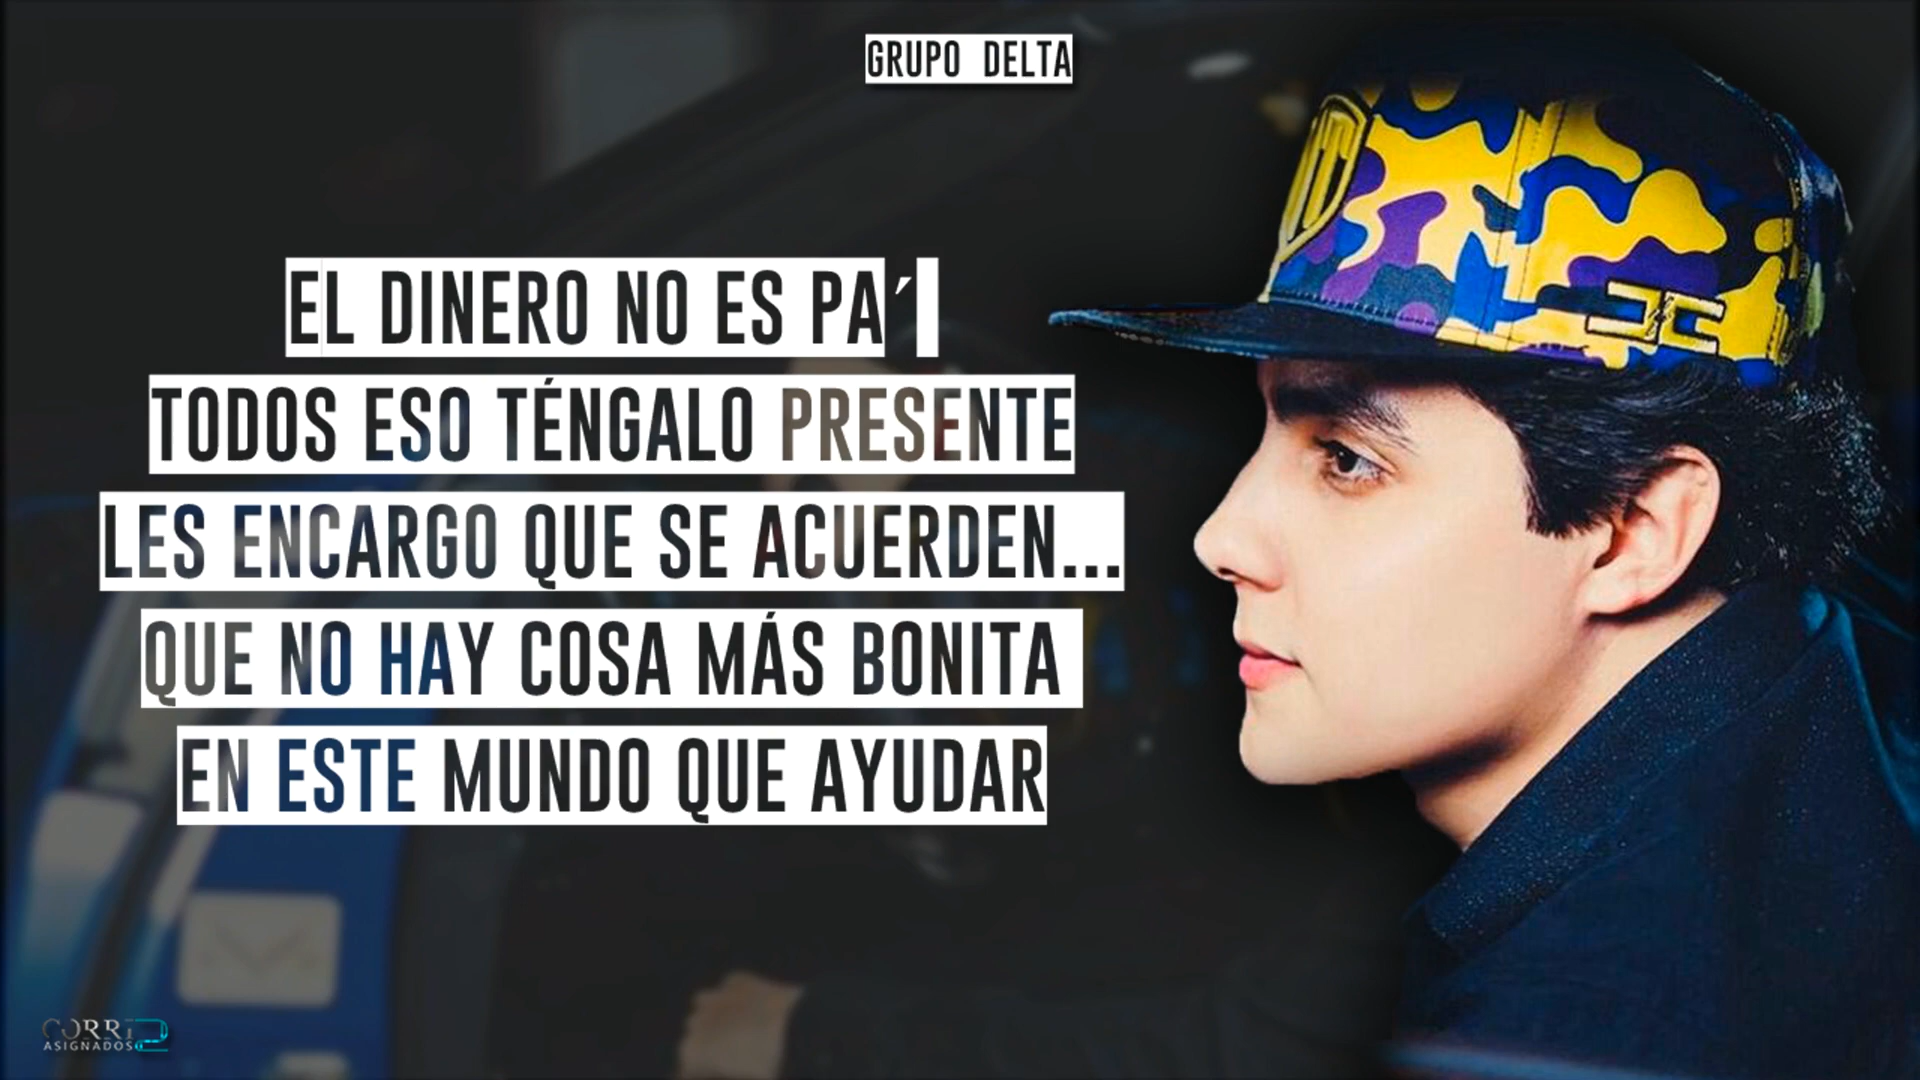 GRUPO DELTA
EL DINERO NO ES PA´
TODOS ESO TÉNGALO PRESENTE
LES ENCARGO QUE SE ACUERDEN...
QUE NO HAY COSA MÁS BONITA
EN ESTE MUNDO QUE AYUDAR
CORRI2
ASIGNADOS